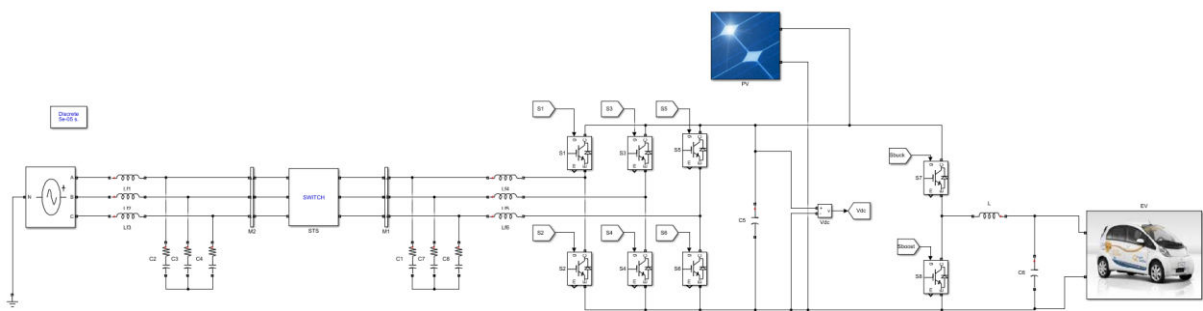 PV
Discrete
5e-05 s.
S1
S3
S5
S1
S3
S5
Sbuck
S7
N
A
B
C
Lf1
Lf2
Lf3
M2
SWITCH
STS
M1
Lf4
Lf5
Lf6
C5
Vdc
Vdc
L
EV
S2
S4
S6
S2
S4
S6
Sboost
S8
C2
C3
C4
C1
C7
C8
C6